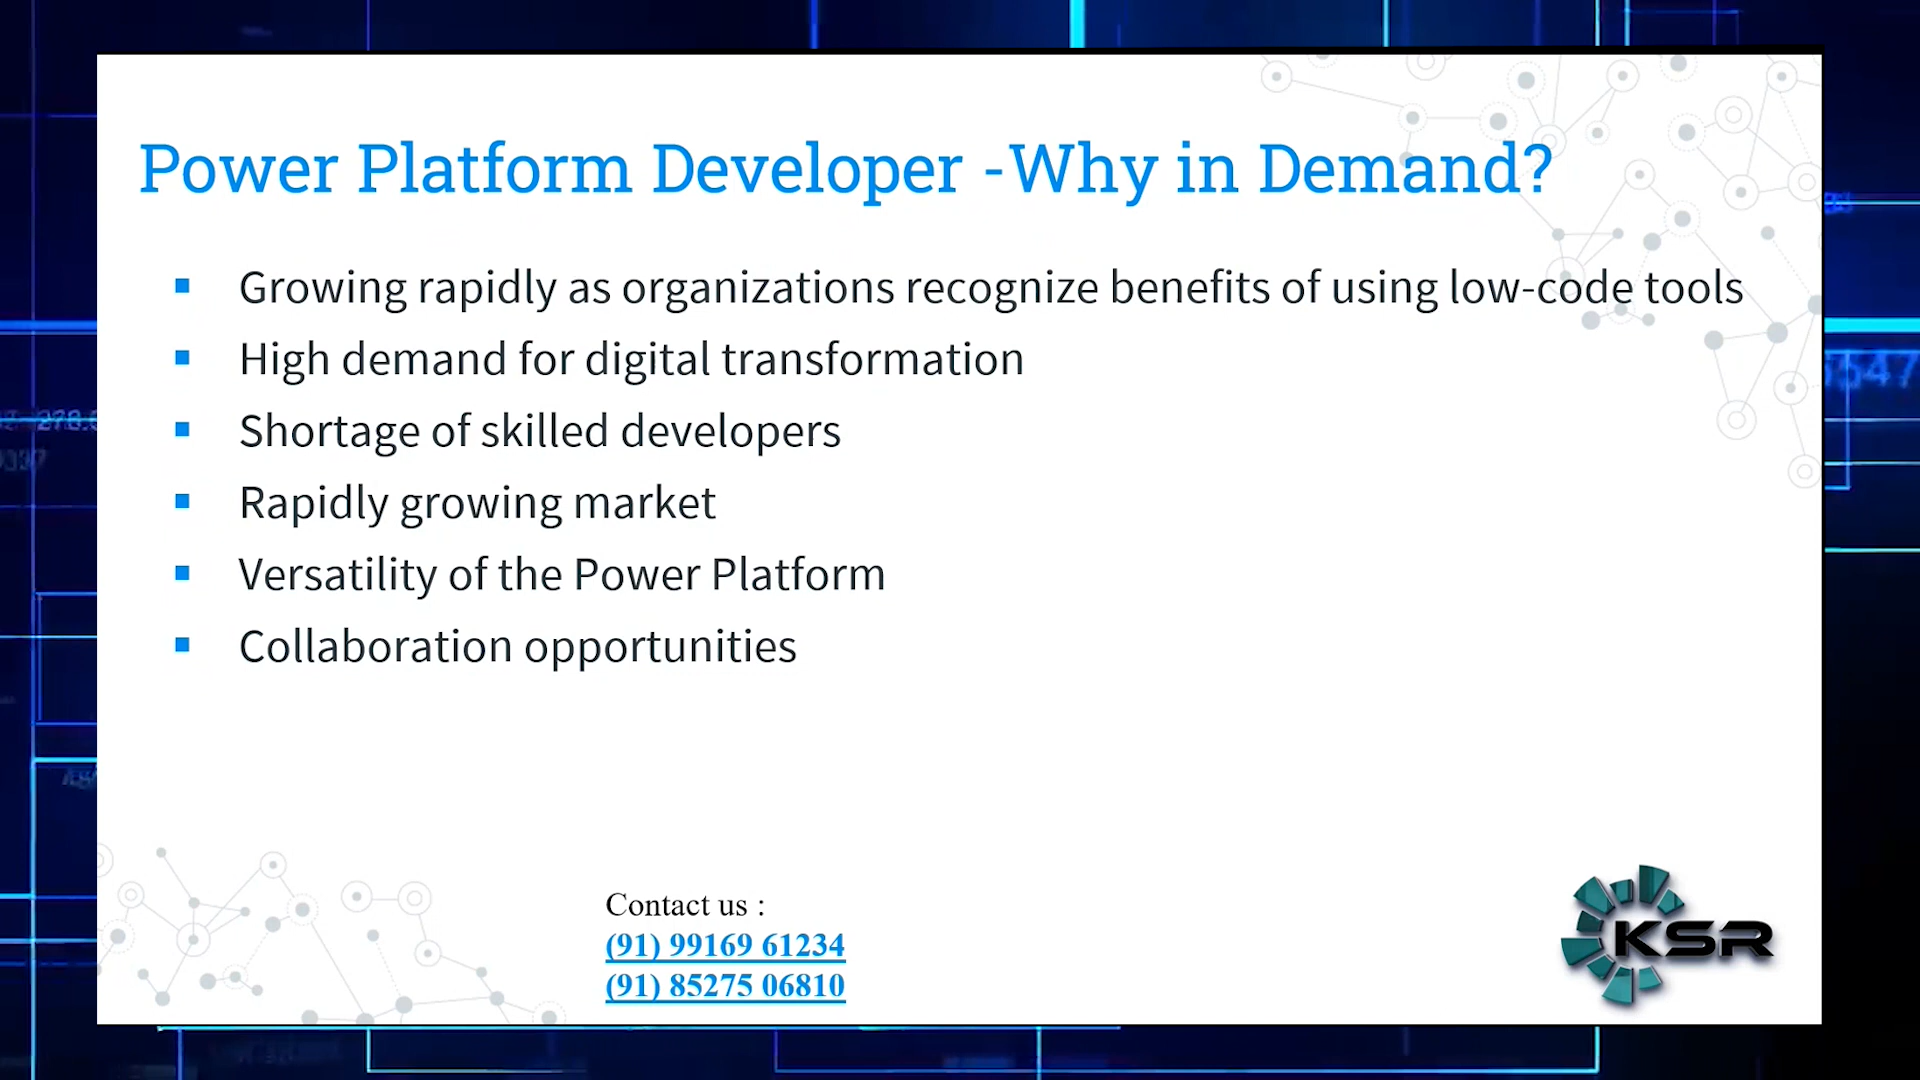 Power Platform Developer -Why in Demand?
Growing rapidly as organizations recognize benefits of using low-code tools
High demand for digital transformation
Shortage of skilled developers
Rapidly growing market
Versatility of the Power Platform
Collaboration opportunities
Contact us :
(91) 99169 61234
(91) 85275 06810
KSR